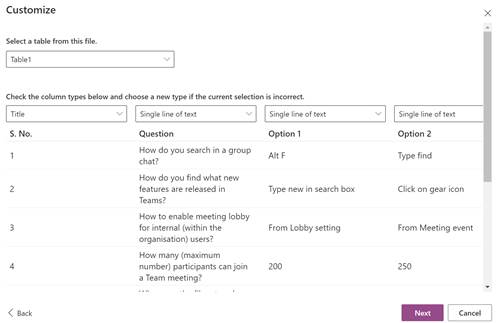 Customize
Select a table from this file.
Table1
Check the column types below and choose a new type if the current selection is incorrect.
Title Single line of text Single line of text Single line of text
S. No. Question Option 1 Option 2
1 How do you search in a group Alt F Type find
chat?
2 How do you find what new Type new in search box Click on gear icon
features are released in
Teams?
3 How to enable meeting lobby From Lobby setting From Meeting event
for internal (within the
organisation) users?
4 How many (maximum 200 250
number) participants can join
a Team meeting?
Back Next Cancel